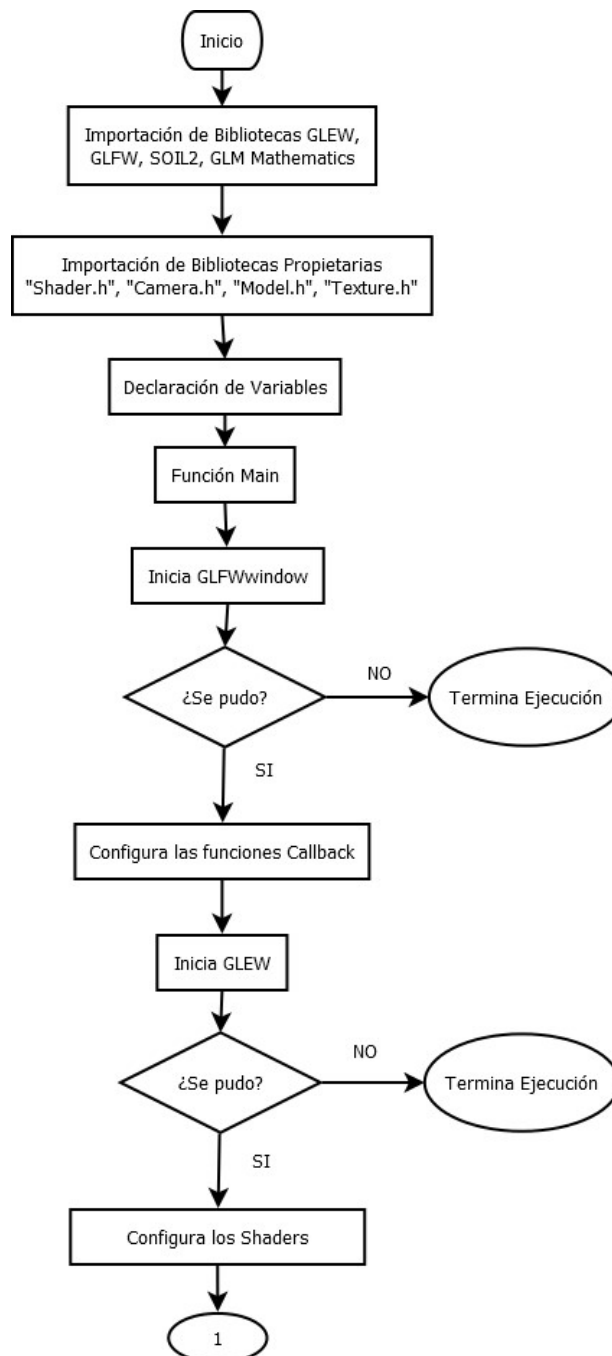 Inicio
Importación de Bibliotecas GLEW,
GLFW, SOIL2, GLM Mathematics
Importación de Bibliotecas Propietarias
"Shader.h", "Camera.h", "Model.h", "Texture.h"
Declaración de Variables
Función Main
Inicia GLFWwindow
¿Se pudo?
NO
Termina Ejecución
SI
Configura las funciones Callback
Inicia GLEW
¿Se pudo?
NO
Termina Ejecución
SI
Configura los Shaders
1